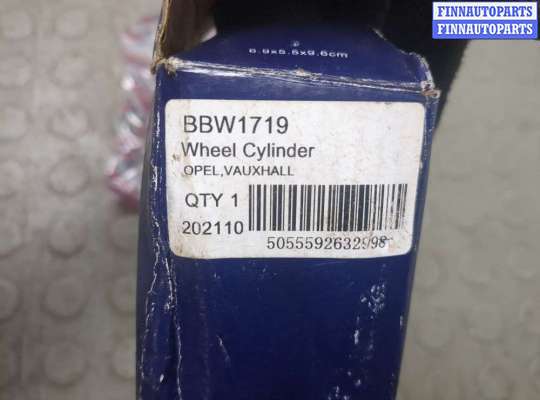 FINNAUTOPARTS
FINNAUTOPARTS
6.9x5.5x9.6cm
BBW1719
Wheel Cylinder
OPEL,VAUXHALL
QTY 1
202110
5055592632998